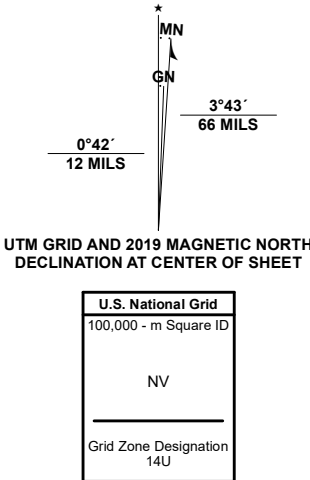 ★
MN
GN
3°43´
66 MILS
0°42´
12 MILS
UTM GRID AND 2019 MAGNETIC NORTH
DECLINATION AT CENTER OF SHEET
U.S. National Grid
100,000 - m Square ID
NV
Grid Zone Designation
14U